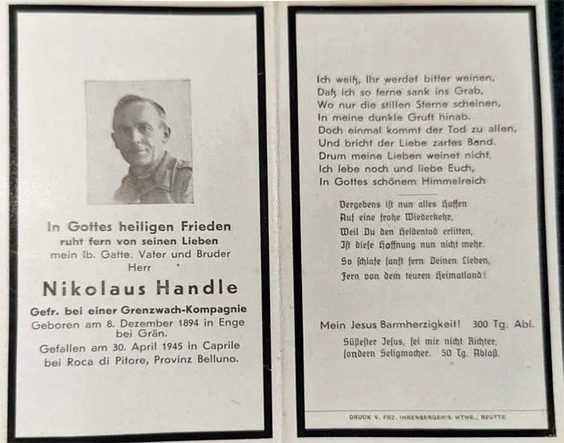 In Gottes heiligen Frieden
ruht fern von seinen Lieben
mein lb. Gatte, Vater und Bruder
Herr
Nikolaus Handle
Gefr. bei einer Grenzwach-Kompagnie
Geboren am 8. Dezember 1894 in Enge
bei Grän.
Gefallen am 30. April 1945 in Caprile
bei Roca di Pitore, Provinz Belluno.
Ich weiß, Ihr werdet bitter weinen,
Daß ich so ferne sank ins Grab,
Wo nur die stillen Sterne scheinen,
In meine dunkle Gruft hinab.
Doch einmal kommt der Tod zu allen,
Und bricht der Liebe zartes Band.
Drum meine Lieben weinet nicht,
Ich lebe noch und liebe Euch,
In Gottes schönem Himmelreich
Vergebens ist nun alles Hoffen
Auf eine frohe Wiederkehr,
Weil Du den Heldentod erlitten,
Ist diese Hoffnung nun nicht mehr.
So schlafe sanft fern Deinen Lieben,
Fern von dem teuren Heimatland!
Mein Jesus Barmherzigkeit! 300 Tg. Abl.
Süßester Jesus, sei mir nicht Richter,
sondern Seligmacher. 50 Tg. Ablaß.
DRUCK V. FRZ. IHRENBERGER'S WTWE., REUTTE.